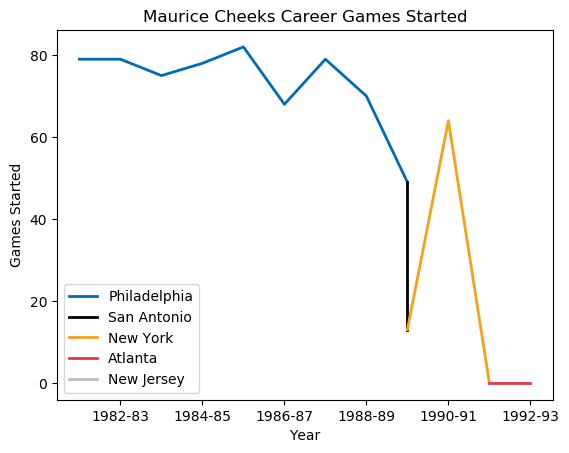 Maurice Cheeks Career Games Started
80
60
40
20
0
Games Started
Philadelphia
San Antonio
New York
Atlanta
New Jersey
1982-83 1984-85 1986-87 1988-89 1990-91 1992-93
Year